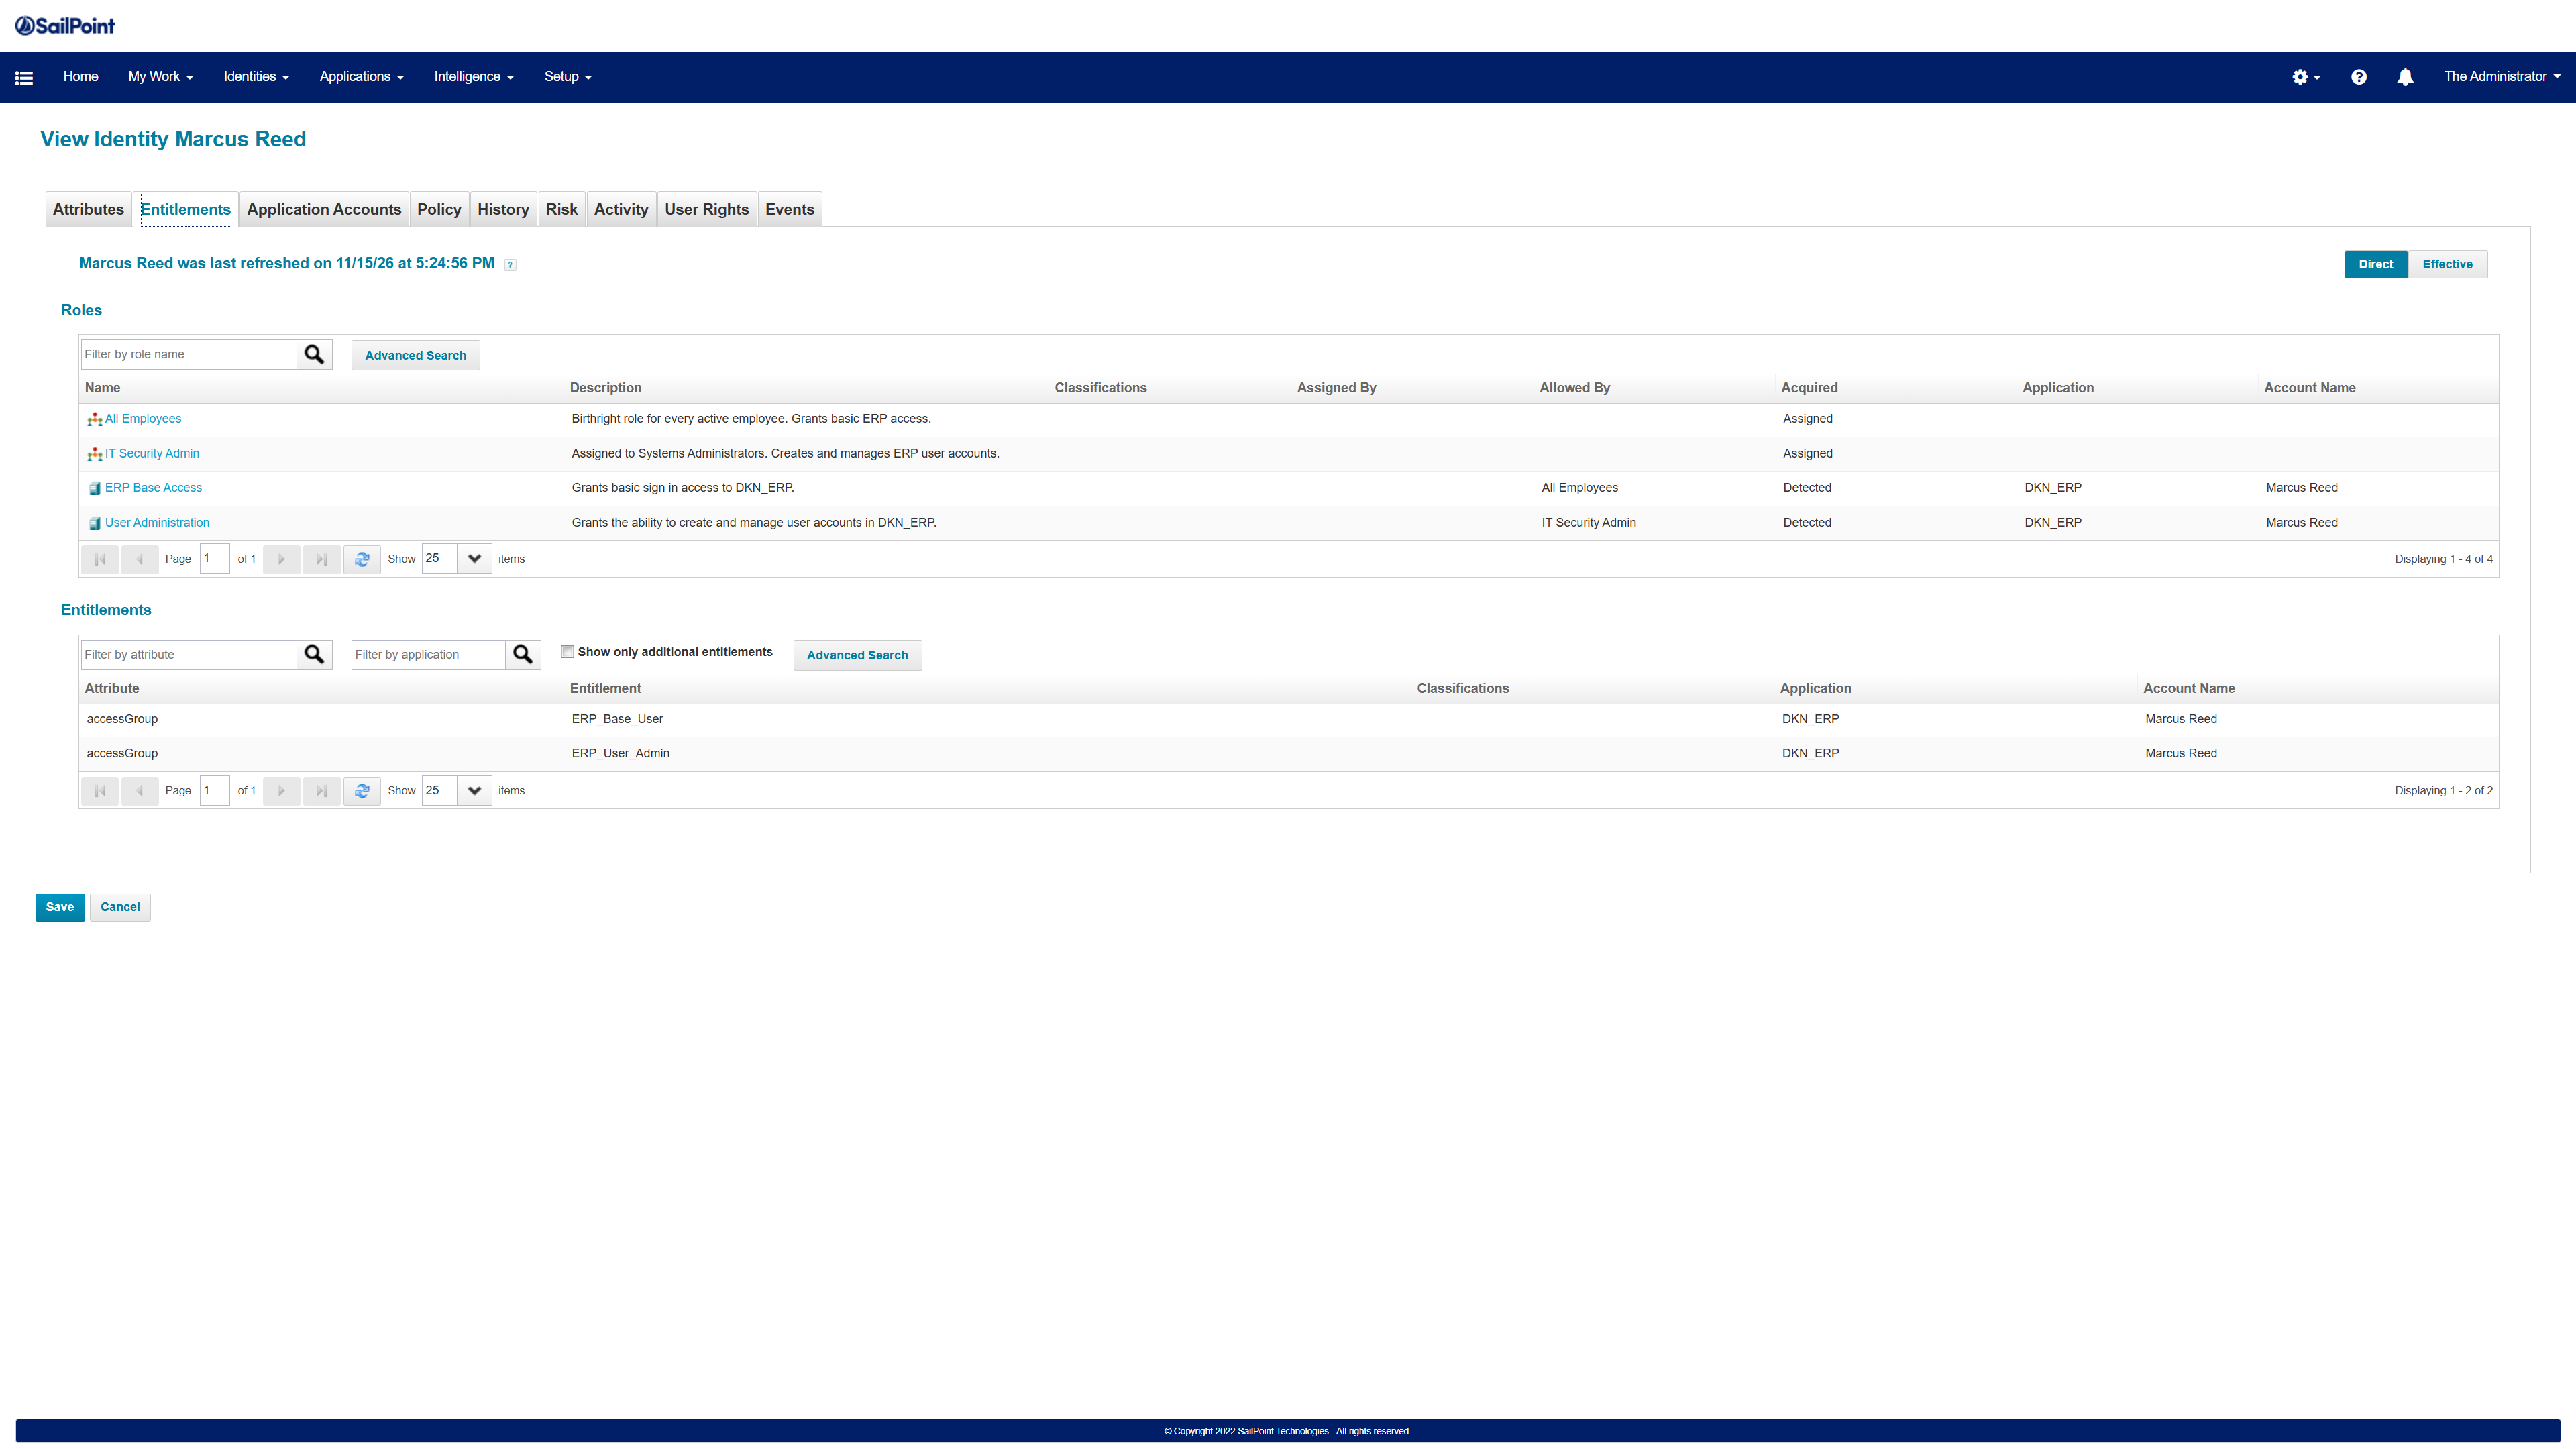 SailPoint
Home My Work Identities Applications Intelligence Setup The Administrator
View Identity Marcus Reed
Attributes Entitlements Application Accounts Policy History Risk Activity User Rights Events
Marcus Reed was last refreshed on 11/15/26 at 5:24:56 PM ? Direct Effective
Roles
Filter by role name Advanced Search
Name Description Classifications Assigned By Allowed By Acquired Application Account Name
All Employees Birthright role for every active employee. Grants basic ERP access. Assigned
IT Security Admin Assigned to Systems Administrators. Creates and manages ERP user accounts. Assigned
ERP Base Access Grants basic sign in access to DKN_ERP. All Employees Detected DKN_ERP Marcus Reed
User Administration Grants the ability to create and manage user accounts in DKN_ERP. IT Security Admin Detected DKN_ERP Marcus Reed
Page 1 of 1 Show 25 items Displaying 1 - 4 of 4
Entitlements
Filter by attribute Filter by application Show only additional entitlements Advanced Search
Attribute Entitlement Classifications Application Account Name
accessGroup ERP_Base_User DKN_ERP Marcus Reed
accessGroup ERP_User_Admin DKN_ERP Marcus Reed
Page 1 of 1 Show 25 items Displaying 1 - 2 of 2
Save Cancel
© Copyright 2022 SailPoint Technologies - All rights reserved.